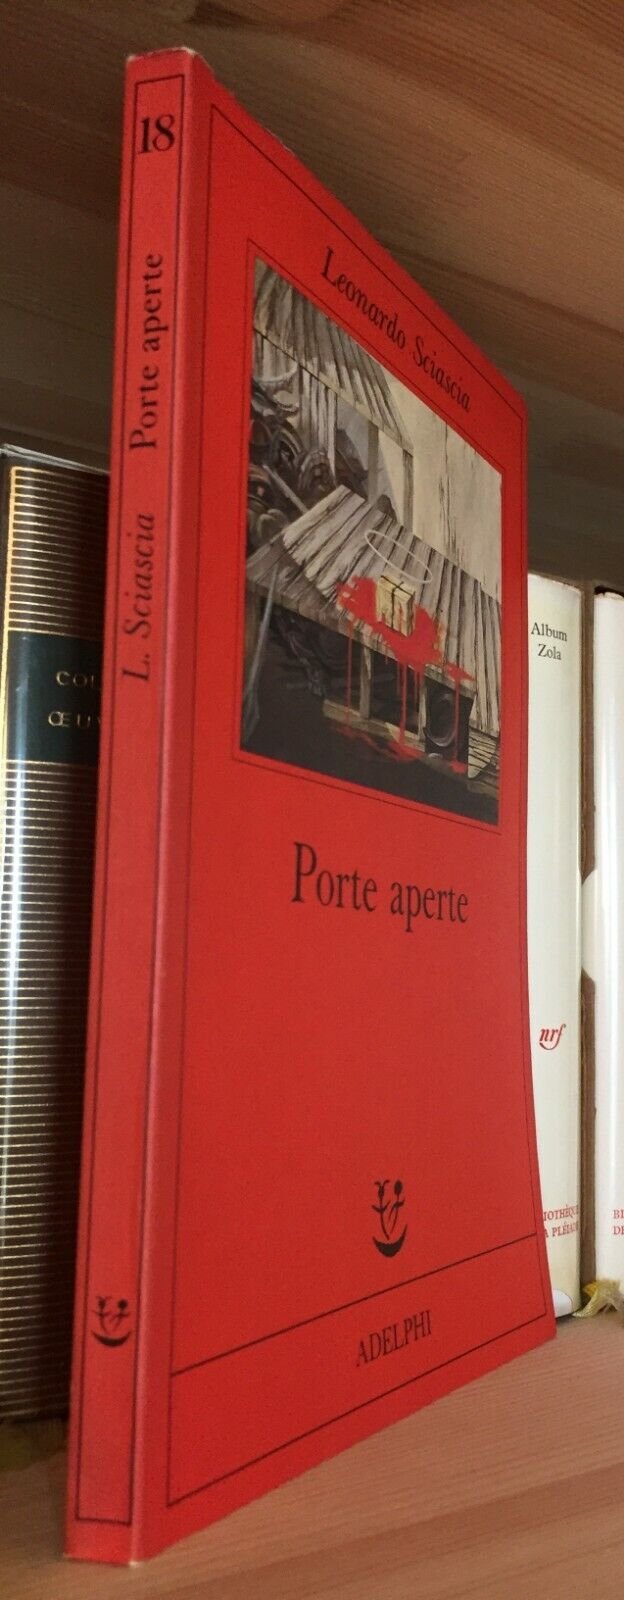 18
Porte aperte
L. Sciascia
Leonardo Sciascia
Porte aperte
ADELPHI
Album
Zola
nrf